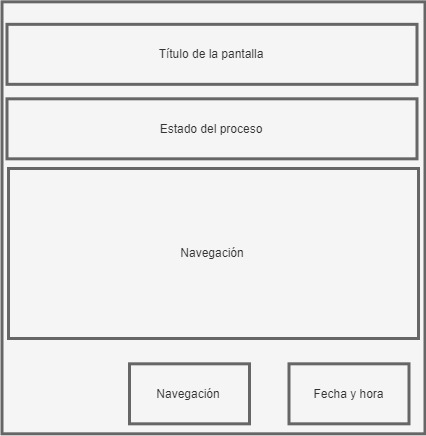 Título de la pantalla
Estado del proceso
Navegación
Navegación
Fecha y hora